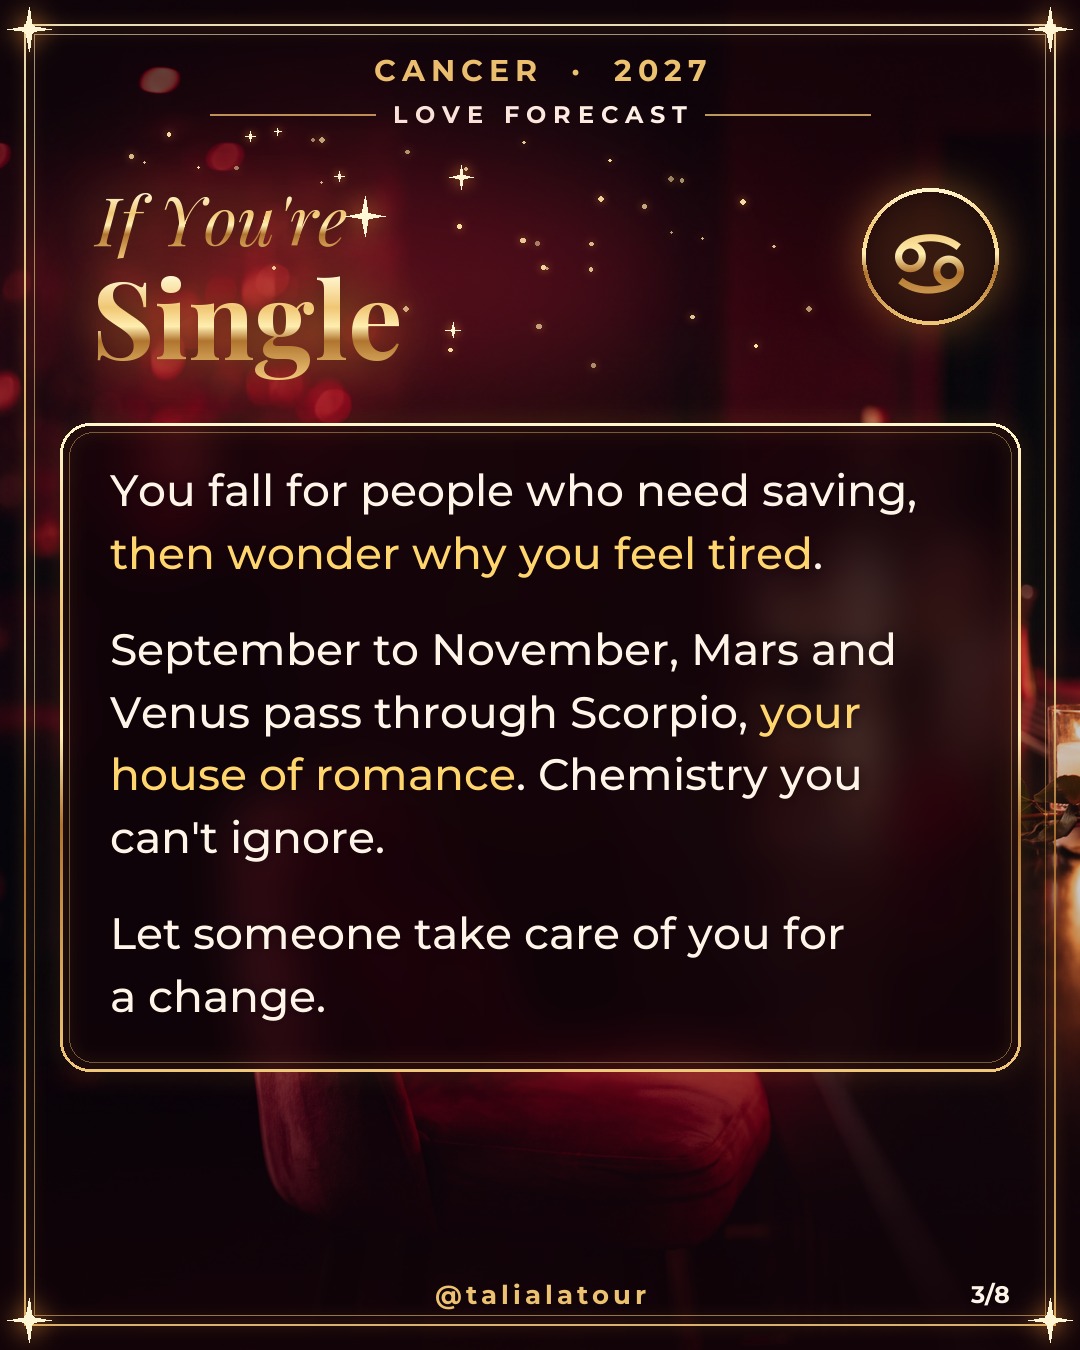 CANCER · 2027
LOVE FORECAST
If You're
Single
♋
You fall for people who need saving,
then wonder why you feel tired.
September to November, Mars and
Venus pass through Scorpio, your
house of romance. Chemistry you
can't ignore.
Let someone take care of you for
a change.
@talialatour
3/8